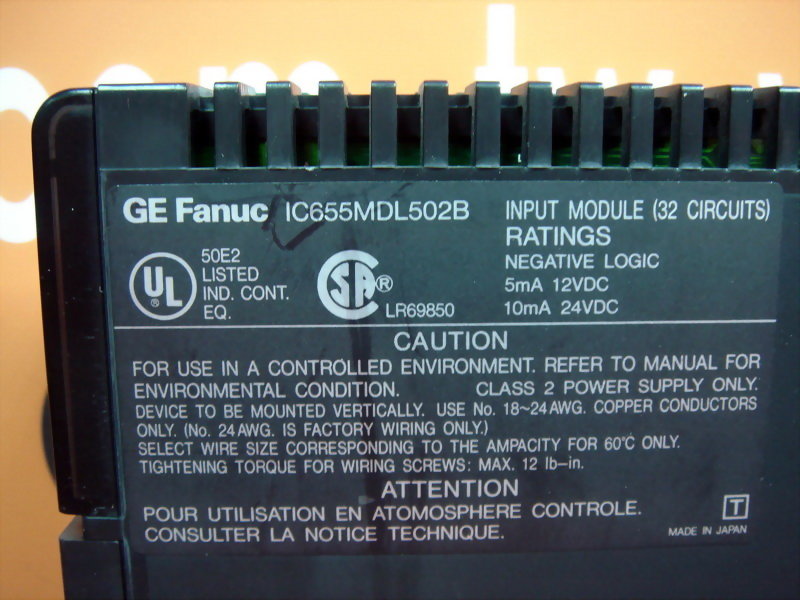 GE Fanuc IC655MDL502B
INPUT MODULE (32 CIRCUITS)
RATINGS
NEGATIVE LOGIC
5mA 12VDC
10mA 24VDC
UL ®
50E2
LISTED
IND. CONT.
EQ.
SA ®
LR69850
CAUTION
FOR USE IN A CONTROLLED ENVIRONMENT. REFER TO MANUAL FOR
ENVIRONMENTAL CONDITION. CLASS 2 POWER SUPPLY ONLY.
DEVICE TO BE MOUNTED VERTICALLY. USE No. 18~24AWG. COPPER CONDUCTORS
ONLY. (No. 24AWG. IS FACTORY WIRING ONLY.)
SELECT WIRE SIZE CORRESPONDING TO THE AMPACITY FOR 60℃ ONLY.
TIGHTENING TORQUE FOR WIRING SCREWS: MAX. 12 lb-in.
ATTENTION
POUR UTILISATION EN ATOMOSPHERE CONTROLE.
CONSULTER LA NOTICE TECHNIQUE.
T
MADE IN JAPAN